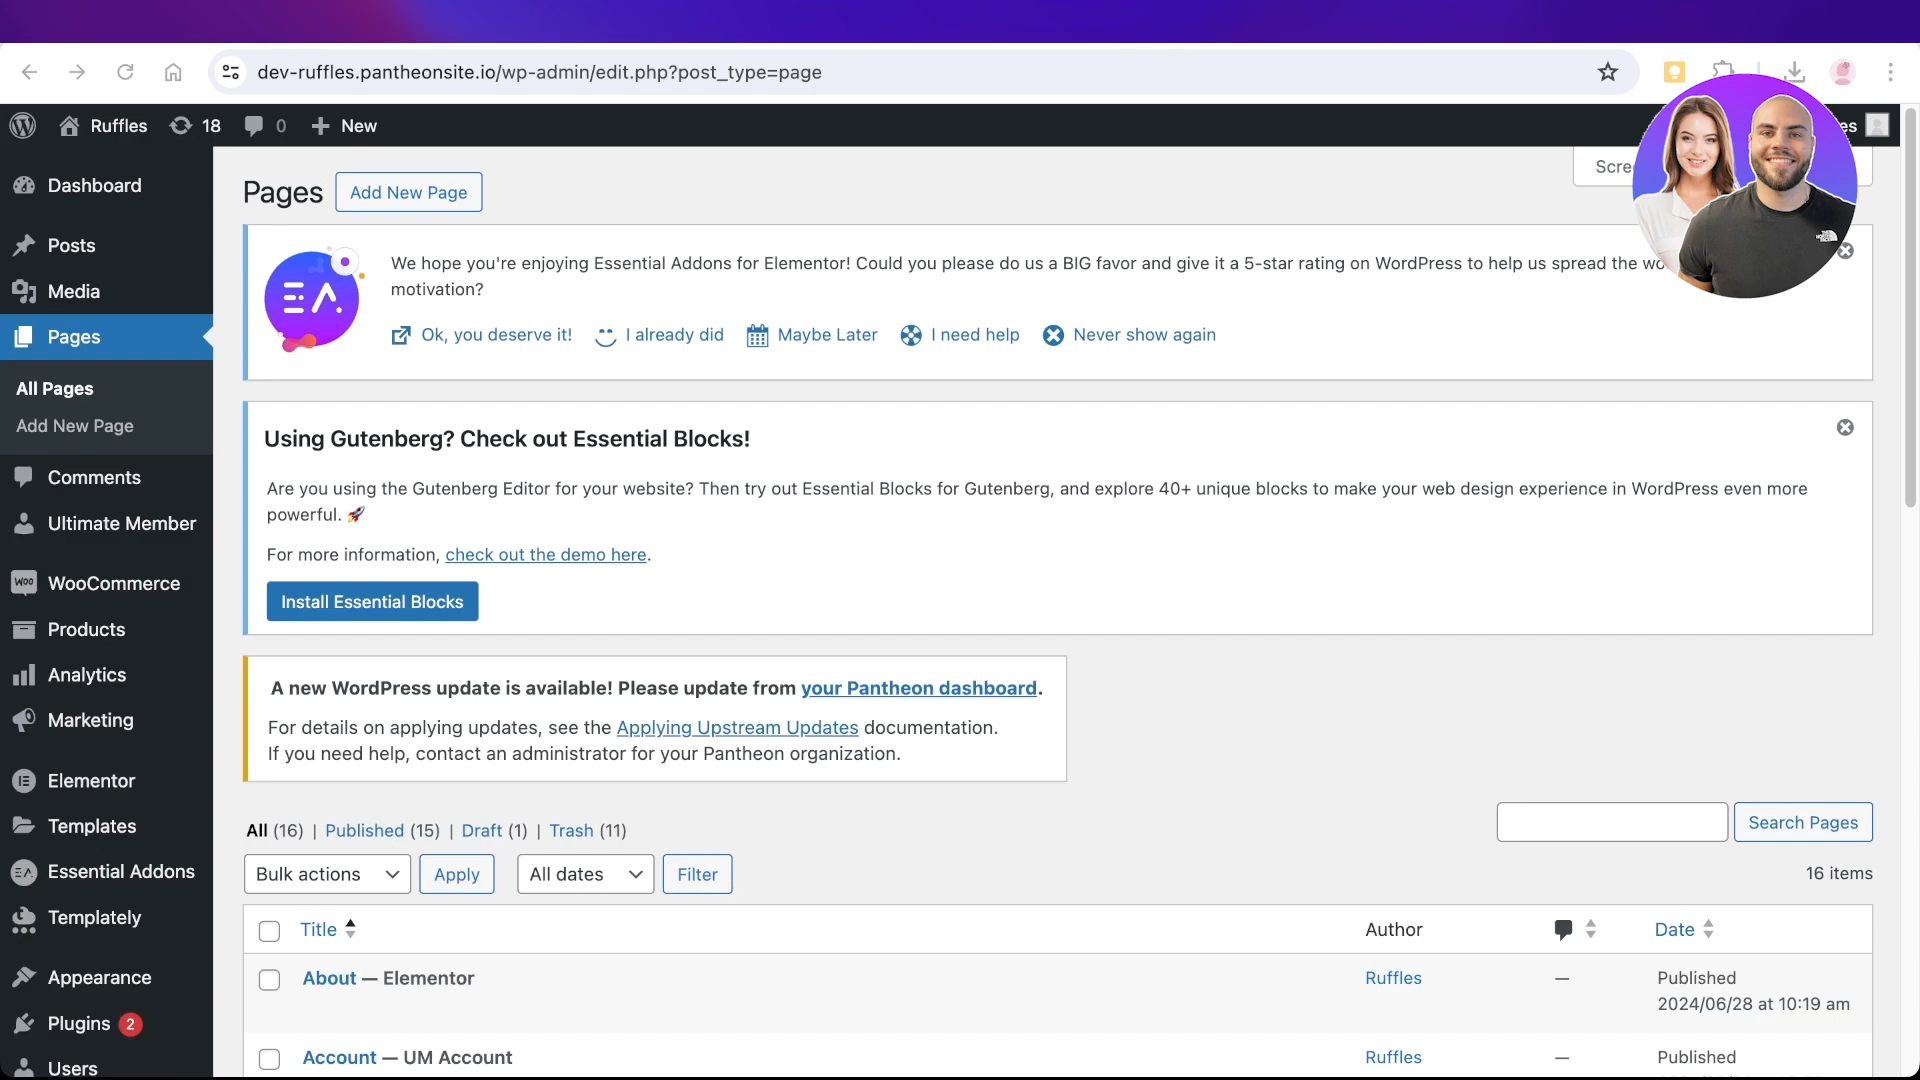 dev-ruffles.pantheonsite.io/wp-admin/edit.php?post_type=page
Ruffles 18 0 + New es
Dashboard
Posts
Media
Pages
All Pages
Add New Page
Comments
Ultimate Member
WooCommerce
Products
Analytics
Marketing
Elementor
Templates
Essential Addons
Templately
Appearance
Plugins 2
Users
Scre
Pages Add New Page
We hope you're enjoying Essential Addons for Elementor! Could you please do us a BIG favor and give it a 5-star rating on WordPress to help us spread the wo
motivation?
Ok, you deserve it! I already did Maybe Later I need help Never show again
Using Gutenberg? Check out Essential Blocks!
Are you using the Gutenberg Editor for your website? Then try out Essential Blocks for Gutenberg, and explore 40+ unique blocks to make your web design experience in WordPress even more
powerful. 🚀
For more information, check out the demo here.
Install Essential Blocks
A new WordPress update is available! Please update from your Pantheon dashboard.
For details on applying updates, see the Applying Upstream Updates documentation.
If you need help, contact an administrator for your Pantheon organization.
All (16) | Published (15) | Draft (1) | Trash (11)
Search Pages
Bulk actions Apply All dates Filter
16 items
Title Author Date
About — Elementor Ruffles — Published
2024/06/28 at 10:19 am
Account — UM Account Ruffles — Published